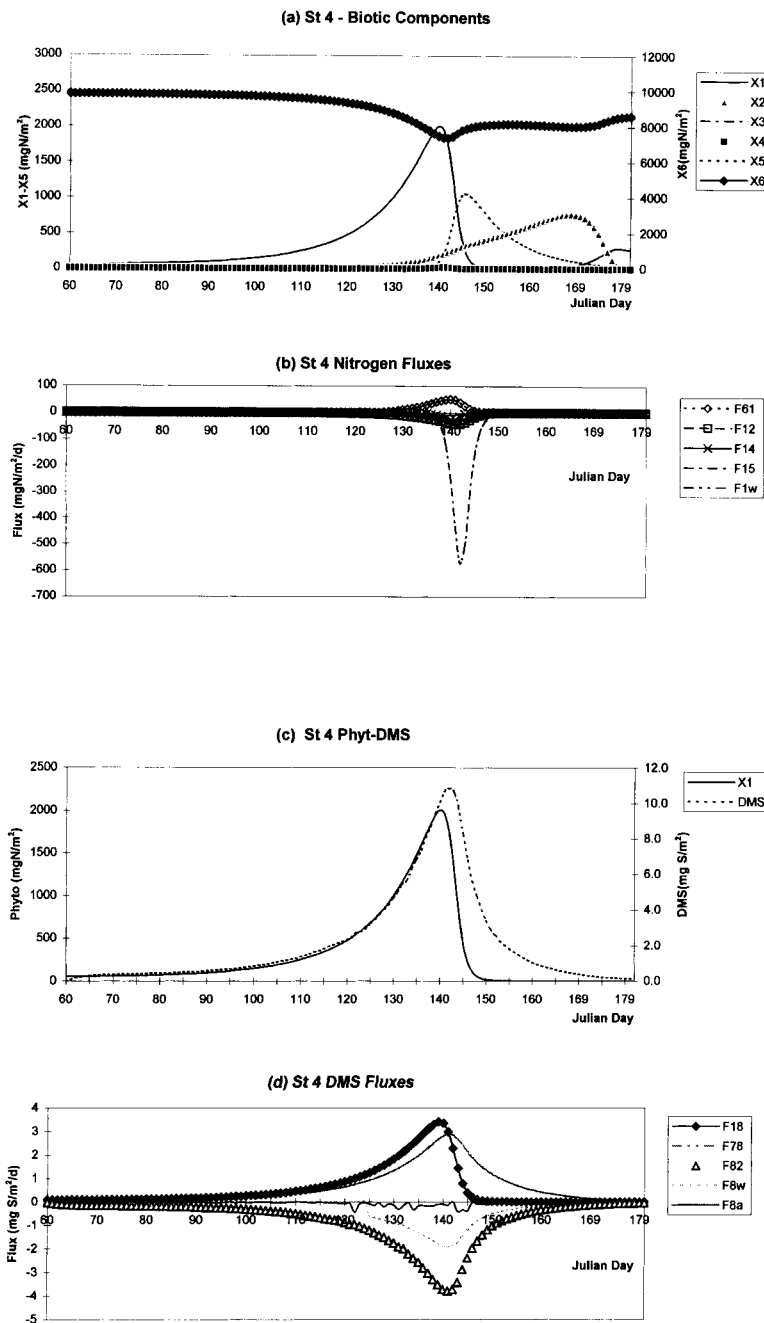 (a) St 4 - Biotic Components
X1-X5 (mgN/m²)
3000
2500
2000
1500
1000
500
0
12000
10000
8000
6000
4000
2000
0
X6(mgN/m²)
60 70 80 90 100 110 120 130 140 150 160 169 179
Julian Day
X1
X2
X3
X4
X5
X6
(b) St 4 Nitrogen Fluxes
Flux (mgN/m²/d)
100
0
-100
-200
-300
-400
-500
-600
-700
60 70 80 90 100 110 120 130 140 150 160 169 179
Julian Day
F61
F12
F14
F15
F1w
(c) St 4 Phyt-DMS
Phyto (mgN/m²)
2500
2000
1500
1000
500
0
12.0
10.0
8.0
6.0
4.0
2.0
0.0
DMS(mg S/m²)
60 70 80 90 100 110 120 130 140 150 160 169 179
Julian Day
X1
DMS
(d) St 4 DMS Fluxes
Flux (mg S/m²/d)
4
3
2
1
0
-1
-2
-3
-4
-5
60 70 80 90 100 110 120 130 140 150 160 169 179
Julian Day
F18
F78
F82
F8w
F8a